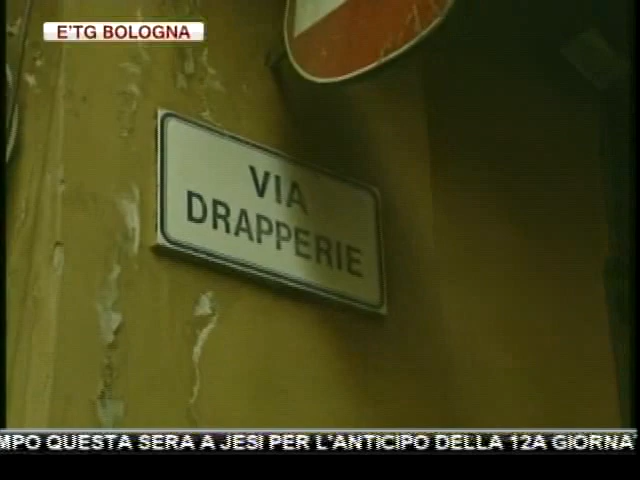 E'TG BOLOGNA
VIA
DRAPPERIE
MPO QUESTA SERA A JESI PER L'ANTICIPO DELLA 12A GIORNA